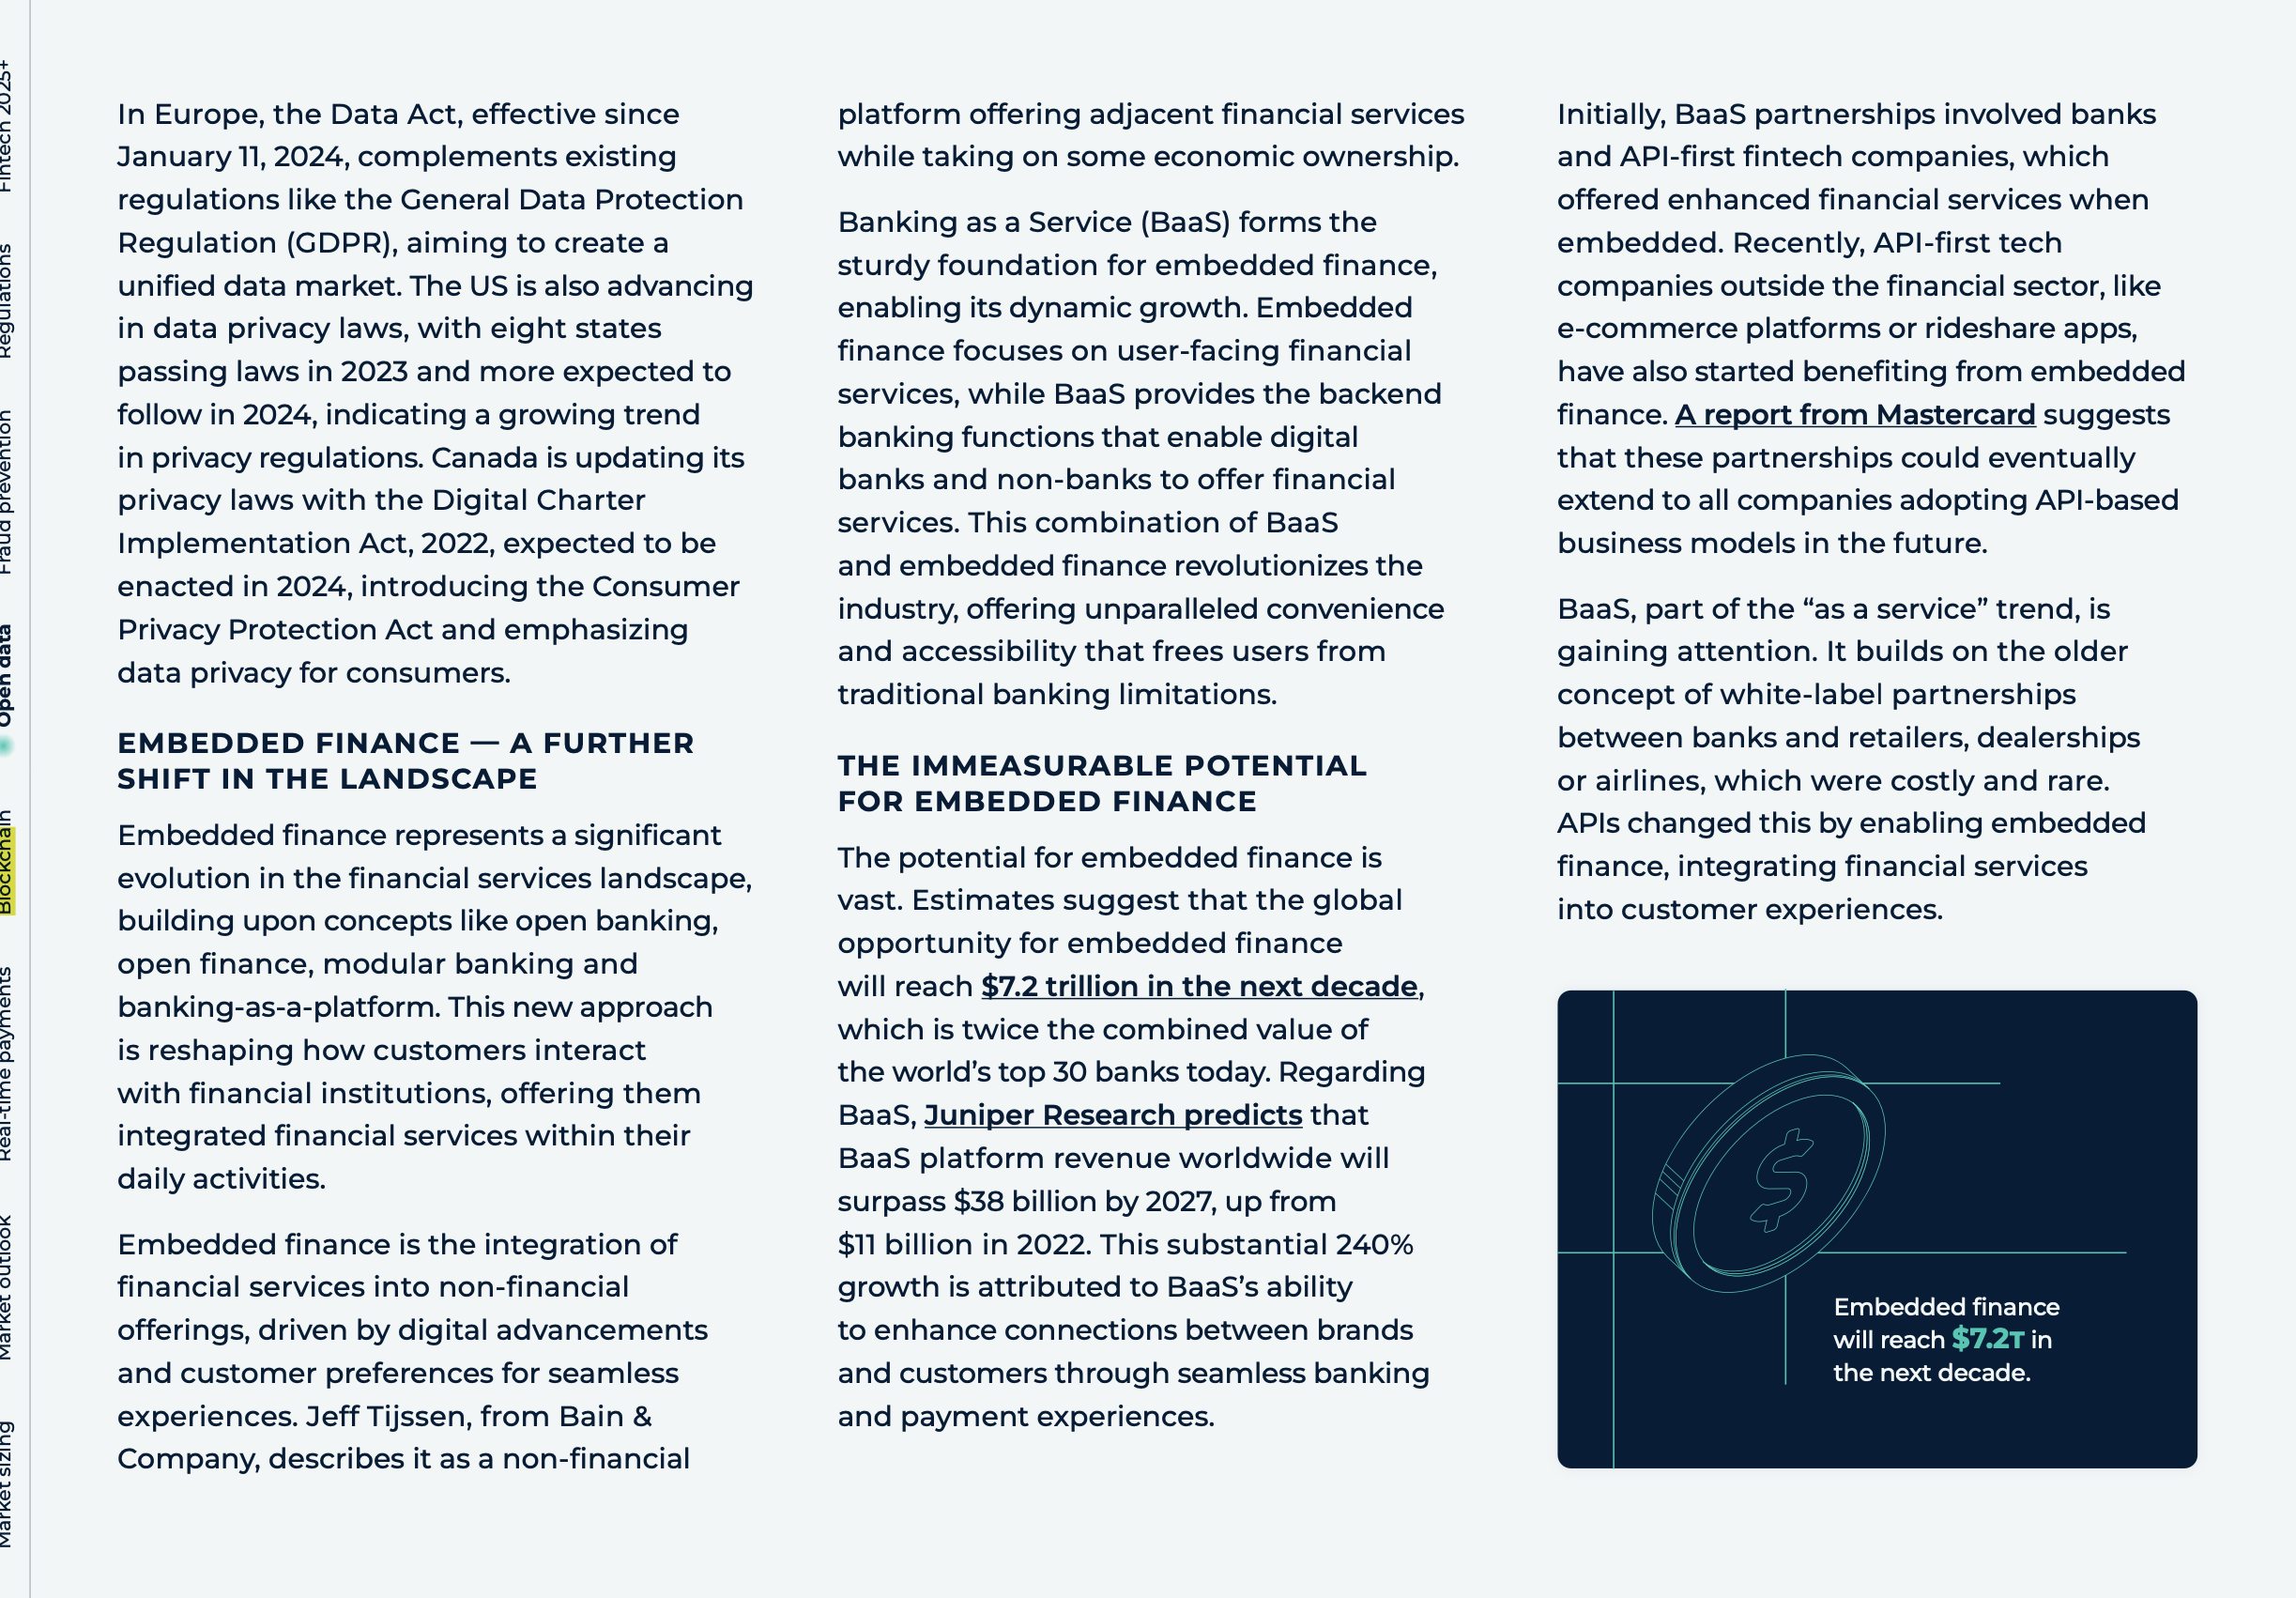 Fintech 2025+
Regulations
Fraud prevention
Open data
Blockchain
Real-time payments
Market outlook
Market sizing
In Europe, the Data Act, effective since
January 11, 2024, complements existing
regulations like the General Data Protection
Regulation (GDPR), aiming to create a
unified data market. The US is also advancing
in data privacy laws, with eight states
passing laws in 2023 and more expected to
follow in 2024, indicating a growing trend
in privacy regulations. Canada is updating its
privacy laws with the Digital Charter
Implementation Act, 2022, expected to be
enacted in 2024, introducing the Consumer
Privacy Protection Act and emphasizing
data privacy for consumers.
EMBEDDED FINANCE — A FURTHER
SHIFT IN THE LANDSCAPE
Embedded finance represents a significant
evolution in the financial services landscape,
building upon concepts like open banking,
open finance, modular banking and
banking-as-a-platform. This new approach
is reshaping how customers interact
with financial institutions, offering them
integrated financial services within their
daily activities.
Embedded finance is the integration of
financial services into non-financial
offerings, driven by digital advancements
and customer preferences for seamless
experiences. Jeff Tijssen, from Bain &
Company, describes it as a non-financial
platform offering adjacent financial services
while taking on some economic ownership.
Banking as a Service (BaaS) forms the
sturdy foundation for embedded finance,
enabling its dynamic growth. Embedded
finance focuses on user-facing financial
services, while BaaS provides the backend
banking functions that enable digital
banks and non-banks to offer financial
services. This combination of BaaS
and embedded finance revolutionizes the
industry, offering unparalleled convenience
and accessibility that frees users from
traditional banking limitations.
THE IMMEASURABLE POTENTIAL
FOR EMBEDDED FINANCE
The potential for embedded finance is
vast. Estimates suggest that the global
opportunity for embedded finance
will reach $7.2 trillion in the next decade,
which is twice the combined value of
the world’s top 30 banks today. Regarding
BaaS, Juniper Research predicts that
BaaS platform revenue worldwide will
surpass $38 billion by 2027, up from
$11 billion in 2022. This substantial 240%
growth is attributed to BaaS’s ability
to enhance connections between brands
and customers through seamless banking
and payment experiences.
Initially, BaaS partnerships involved banks
and API-first fintech companies, which
offered enhanced financial services when
embedded. Recently, API-first tech
companies outside the financial sector, like
e-commerce platforms or rideshare apps,
have also started benefiting from embedded
finance. A report from Mastercard suggests
that these partnerships could eventually
extend to all companies adopting API-based
business models in the future.
BaaS, part of the “as a service” trend, is
gaining attention. It builds on the older
concept of white-label partnerships
between banks and retailers, dealerships
or airlines, which were costly and rare.
APIs changed this by enabling embedded
finance, integrating financial services
into customer experiences.
$
Embedded finance
will reach $7.2T in
the next decade.